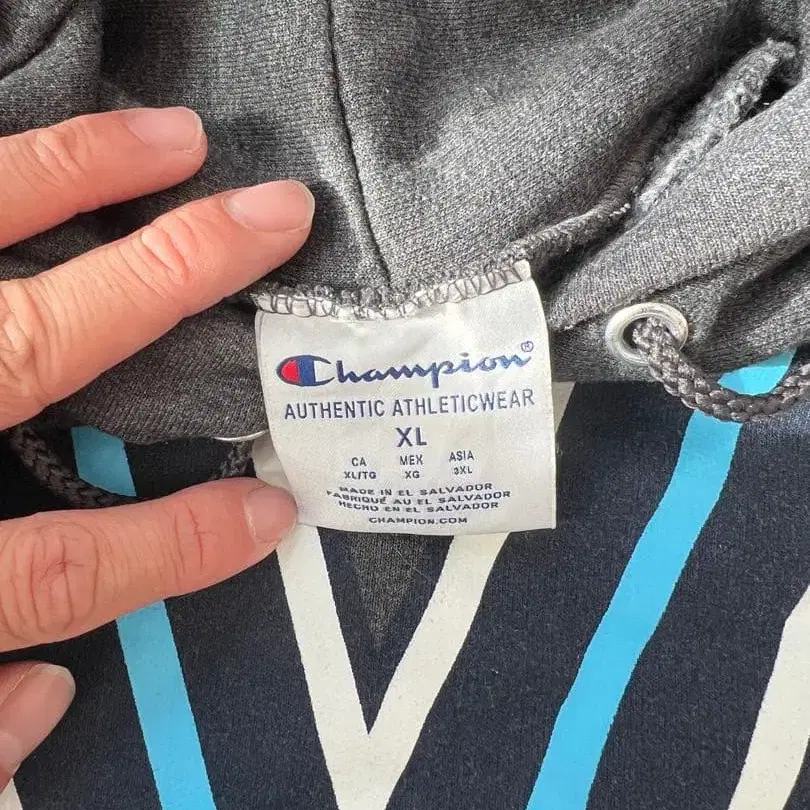 Champion®
AUTHENTIC ATHLETICWEAR
XL
CA MEX ASIA
XL/TG XG 3XL
MADE IN EL SALVADOR
FABRIQUÉ AU EL SALVADOR
HECHO EN EL SALVADOR
CHAMPION.COM